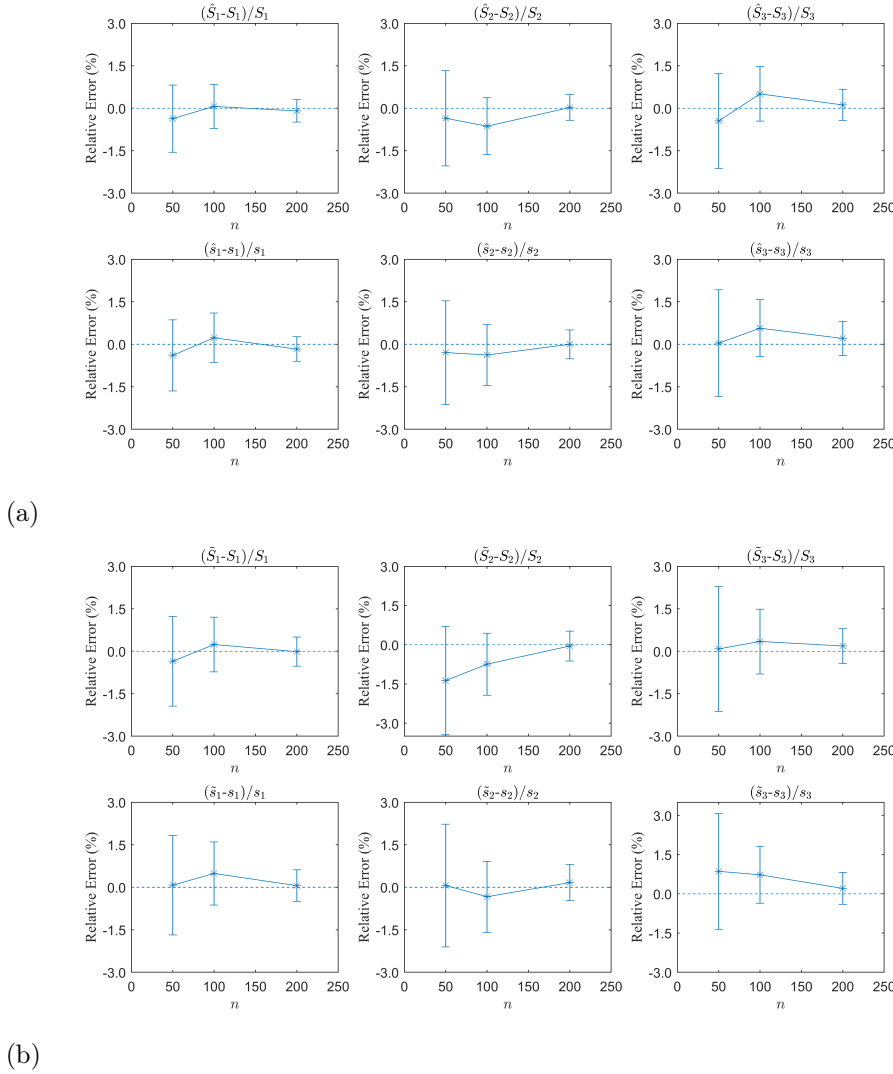 (Ŝ₁-S₁)/S₁ (Ŝ₂-S₂)/S₂ (Ŝ₃-S₃)/S₃
Relative Error (%) 3.0 1.5 0.0 -1.5 -3.0 Relative Error (%) 3.0 1.5 0.0 -1.5 -3.0 Relative Error (%) 3.0 1.5 0.0 -1.5 -3.0
0 50 100 150 200 250 0 50 100 150 200 250 0 50 100 150 200 250
n n n
(ŝ₁-s₁)/s₁ (ŝ₂-s₂)/s₂ (ŝ₃-s₃)/s₃
Relative Error (%) 3.0 1.5 0.0 -1.5 -3.0 Relative Error (%) 3.0 1.5 0.0 -1.5 -3.0 Relative Error (%) 3.0 1.5 0.0 -1.5 -3.0
0 50 100 150 200 250 0 50 100 150 200 250 0 50 100 150 200 250
n n n
(a)
(S̃₁-S₁)/S₁ (S̃₂-S₂)/S₂ (S̃₃-S₃)/S₃
Relative Error (%) 3.0 1.5 0.0 -1.5 -3.0 Relative Error (%) 3.0 1.5 0.0 -1.5 -3.0 Relative Error (%) 3.0 1.5 0.0 -1.5 -3.0
0 50 100 150 200 250 0 50 100 150 200 250 0 50 100 150 200 250
n n n
(s̃₁-s₁)/s₁ (s̃₂-s₂)/s₂ (s̃₃-s₃)/s₃
Relative Error (%) 3.0 1.5 0.0 -1.5 -3.0 Relative Error (%) 3.0 1.5 0.0 -1.5 -3.0 Relative Error (%) 3.0 1.5 0.0 -1.5 -3.0
0 50 100 150 200 250 0 50 100 150 200 250 0 50 100 150 200 250
n n n
(b)